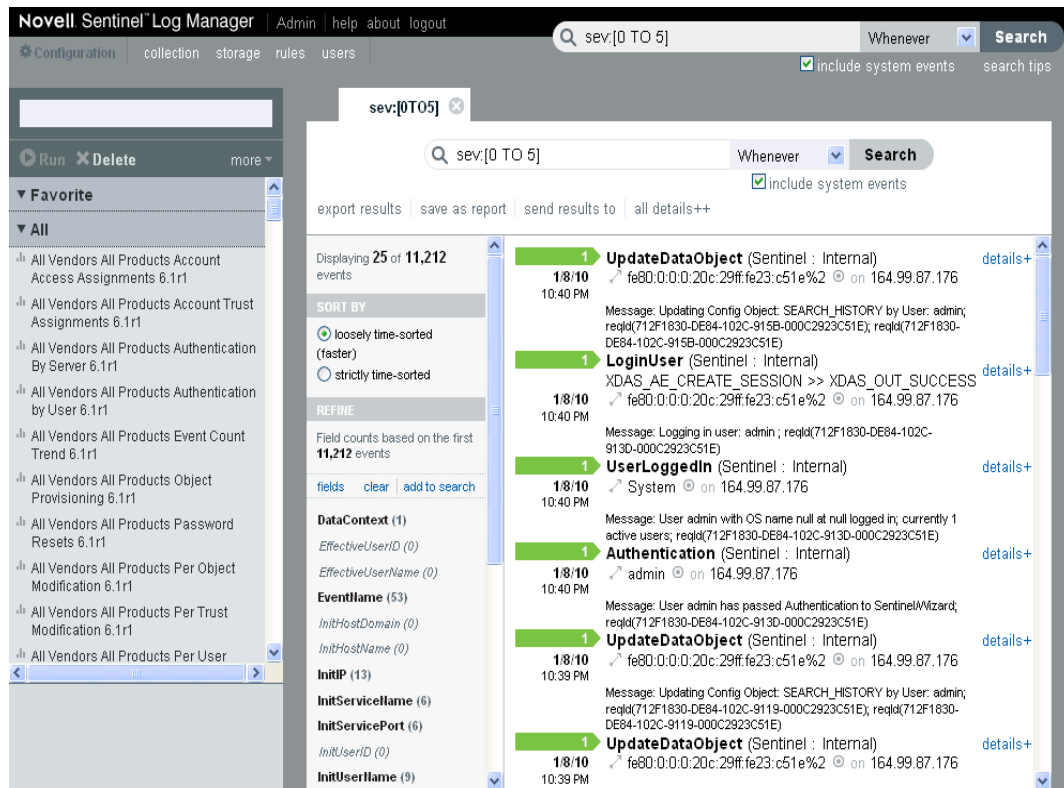 Novell. Sentinel™ Log Manager Admin help about logout
sev:[0 TO 5] Whenever Search
Configuration collection storage rules users
include system events search tips
sev:[0TO5]
Run Delete more
Favorite
All
All Vendors All Products Account
Access Assignments 6.1r1
All Vendors All Products Account Trust
Assignments 6.1r1
All Vendors All Products Authentication
By Server 6.1r1
All Vendors All Products Authentication
by User 6.1r1
All Vendors All Products Event Count
Trend 6.1r1
All Vendors All Products Object
Provisioning 6.1r1
All Vendors All Products Password
Resets 6.1r1
All Vendors All Products Per Object
Modification 6.1r1
All Vendors All Products Per Trust
Modification 6.1r1
All Vendors All Products Per User
sev:[0 TO 5] Whenever Search
include system events
export results save as report send results to all details++
Displaying 25 of 11,212
events
SORT BY
loosely time-sorted
(faster)
strictly time-sorted
REFINE
Field counts based on the first
11,212 events
fields clear add to search
DataContext (1)
EffectiveUserID (0)
EffectiveUserName (0)
EventName (53)
InitHostDomain (0)
InitHostName (0)
InitIP (13)
InitServiceName (6)
InitServicePort (6)
InitUserID (0)
InitUserName (9)
1 UpdateDataObject (Sentinel : Internal) details+
1/8/10 fe80:0:0:0:20c:29ff:fe23:c51e%2 on 164.99.87.176
10:40 PM
Message: Updating Config Object: SEARCH_HISTORY by User: admin;
reqId(712F1830-DE84-102C-915B-000C2923C51E); reqId(712F1830-
DE84-102C-915B-000C2923C51E)
1 LoginUser (Sentinel : Internal) details+
XDAS_AE_CREATE_SESSION >> XDAS_OUT_SUCCESS
1/8/10 fe80:0:0:0:20c:29ff:fe23:c51e%2 on 164.99.87.176
10:40 PM
Message: Logging in user: admin ; reqId(712F1830-DE84-102C-
913D-000C2923C51E)
1 UserLoggedIn (Sentinel : Internal) details+
1/8/10 System on 164.99.87.176
10:40 PM
Message: User admin with OS name null at null logged in; currently 1
active users; reqId(712F1830-DE84-102C-913D-000C2923C51E)
1 Authentication (Sentinel : Internal) details+
1/8/10 admin on 164.99.87.176
10:40 PM
Message: User admin has passed Authentication to Sentinel/Wizard;
reqId(712F1830-DE84-102C-913D-000C2923C51E)
1 UpdateDataObject (Sentinel : Internal) details+
1/8/10 fe80:0:0:0:20c:29ff:fe23:c51e%2 on 164.99.87.176
10:39 PM
Message: Updating Config Object: SEARCH_HISTORY by User: admin;
reqId(712F1830-DE84-102C-9119-000C2923C51E); reqId(712F1830-
DE84-102C-9119-000C2923C51E)
1 UpdateDataObject (Sentinel : Internal) details+
1/8/10 fe80:0:0:0:20c:29ff:fe23:c51e%2 on 164.99.87.176
10:39 PM